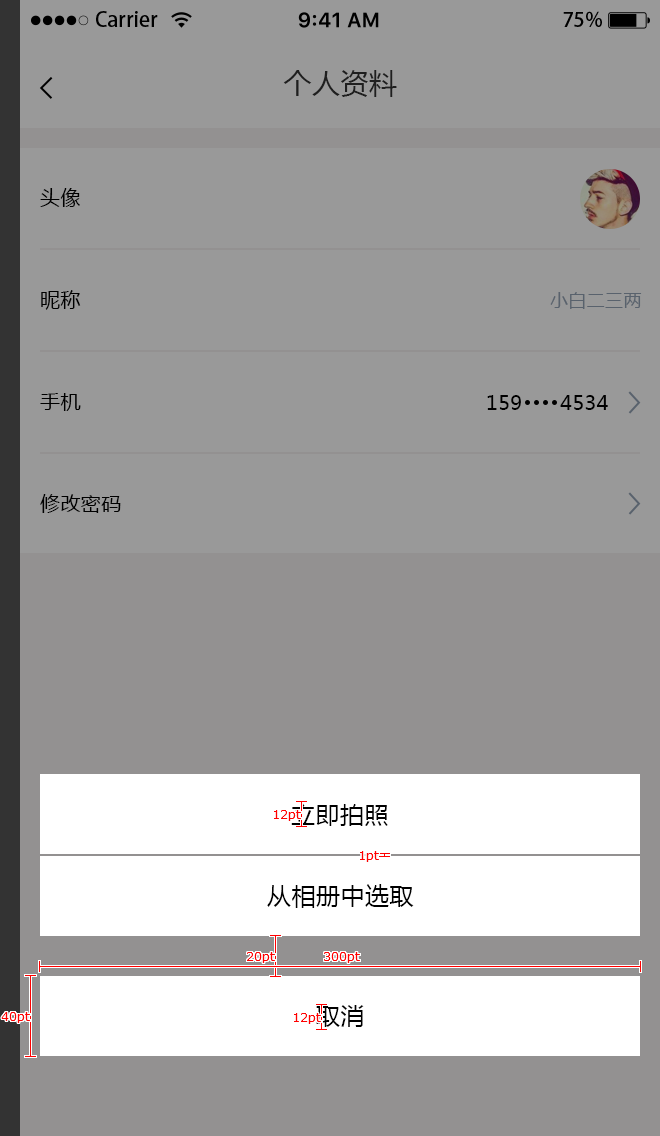 ●●●●○ Carrier 9:41 AM 75%
个人资料
头像
昵称 小白二三两
手机 159••••4534
修改密码
12pt 立即拍照
1pt
从相册中选取
20pt 300pt
40pt 12pt 取消